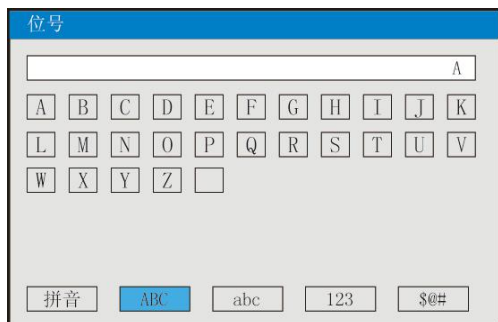 位号
A
A B C D E F G H I J K
L M N O P Q R S T U V
W X Y Z
拼音 ABC abc 123 $@#